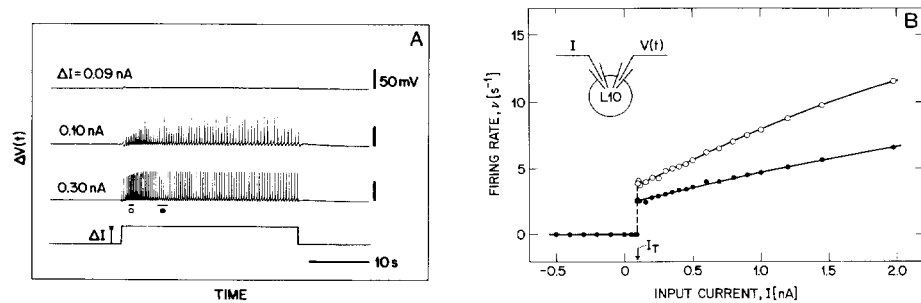 A
ΔI = 0.09 nA
50 mV
0.10 nA
0.30 nA
ΔV(t)
ΔI
10 s
TIME
B
I
V(t)
L10
FIRING RATE, ν [s⁻¹]
15
10
5
0
I_T
-0.5
0
0.5
1.0
1.5
2.0
INPUT CURRENT, I [nA]